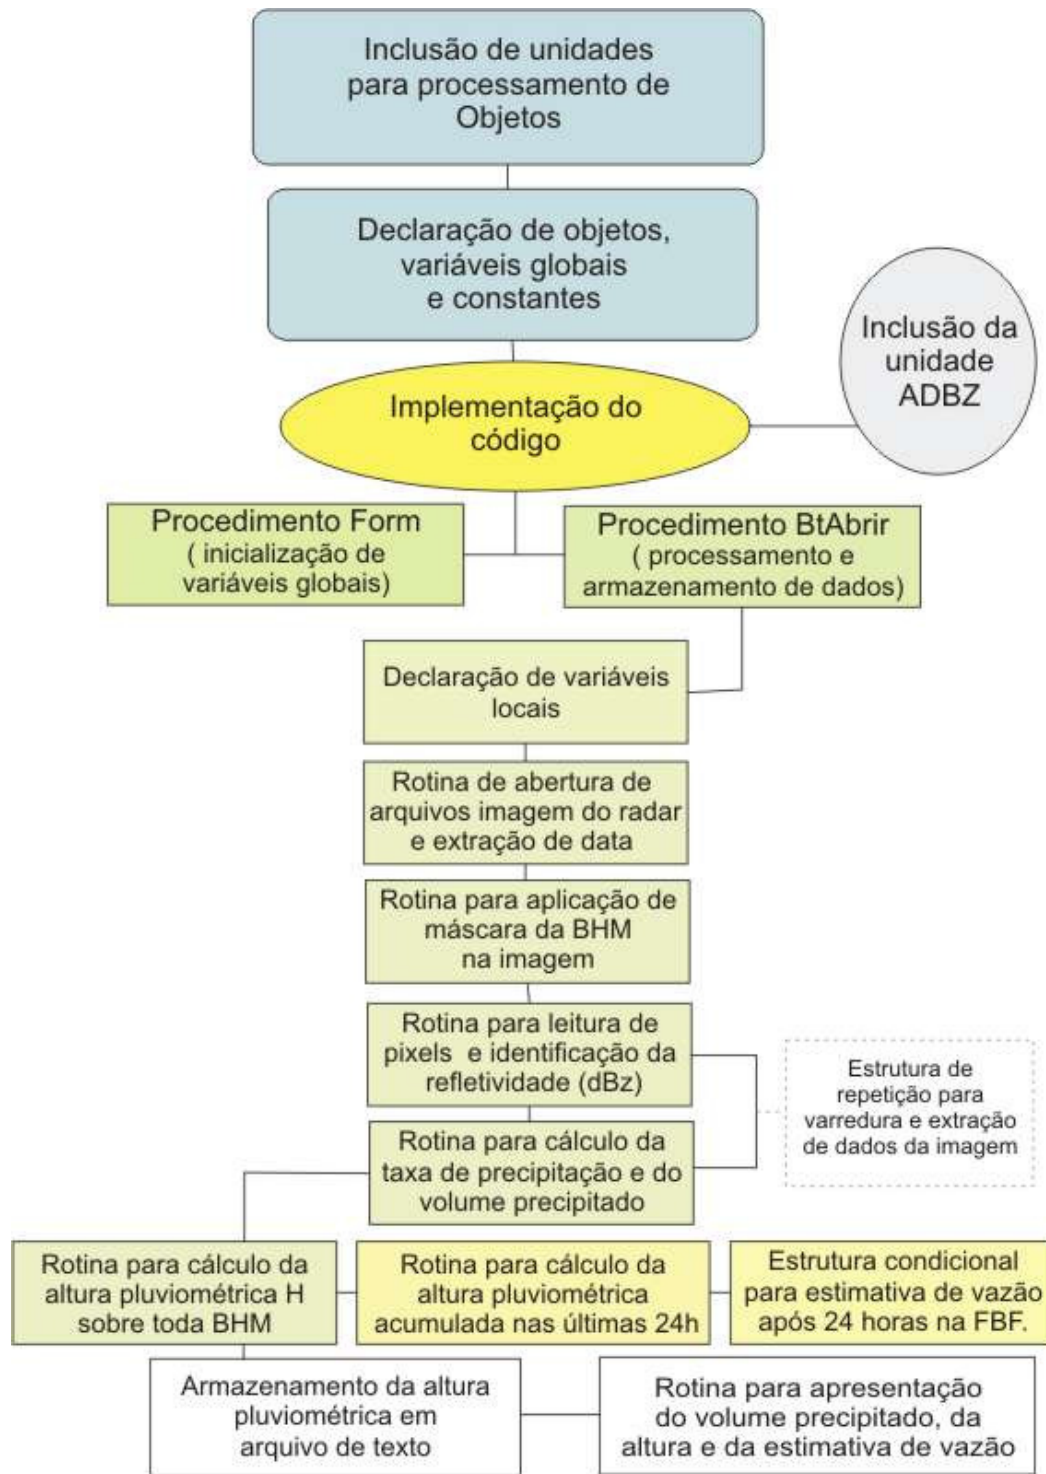 Inclusão de unidades
para processamento de
Objetos
Declaração de objetos,
variáveis globais
e constantes
Inclusão da
unidade
ADBZ
Implementação do
código
Procedimento Form
( inicialização de
variáveis globais)
Procedimento BtAbrir
( processamento e
armazenamento de dados)
Declaração de variáveis
locais
Rotina de abertura de
arquivos imagem do radar
e extração de data
Rotina para aplicação de
máscara da BHM
na imagem
Rotina para leitura de
pixels e identificação da
refletividade (dBz)
Estrutura de
repetição para
varredura e extração
de dados da imagem
Rotina para cálculo da
taxa de precipitação e do
volume precipitado
Rotina para cálculo da
altura pluviométrica H
sobre toda BHM
Rotina para cálculo da
altura pluviométrica
acumulada nas últimas 24h
Estrutura condicional
para estimativa de vazão
após 24 horas na FBF.
Armazenamento da altura
pluviométrica em
arquivo de texto
Rotina para apresentação
do volume precipitado, da
altura e da estimativa de vazão